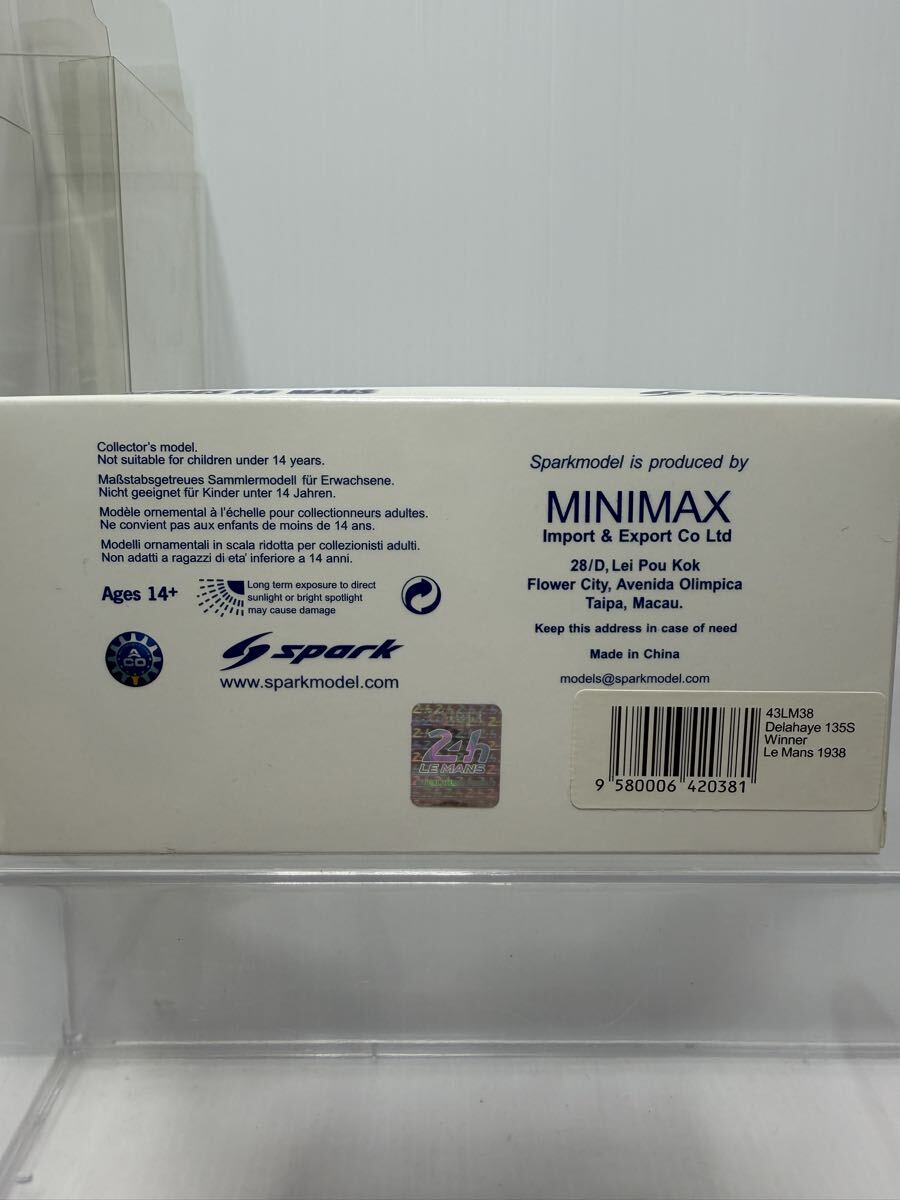 DU MANS
Collector's model.
Not suitable for children under 14 years.
Maßstabsgetreues Sammlermodell für Erwachsene.
Nicht geeignet für Kinder unter 14 Jahren.
Modèle ornemental à l'échelle pour collectionneurs adultes.
Ne convient pas aux enfants de moins de 14 ans.
Modelli ornamentali in scala ridotta per collezionisti adulti.
Non adatti a ragazzi di eta' inferiore a 14 anni.
Ages 14+
Long term exposure to direct
sunlight or bright spotlight
may cause damage
ACO
spark
www.sparkmodel.com
24h
LE MANS
Sparkmodel is produced by
MINIMAX
Import & Export Co Ltd
28/D, Lei Pou Kok
Flower City, Avenida Olimpica
Taipa, Macau.
Keep this address in case of need
Made in China
models@sparkmodel.com
43LM38
Delahaye 135S
Winner
Le Mans 1938
9 580006 420381